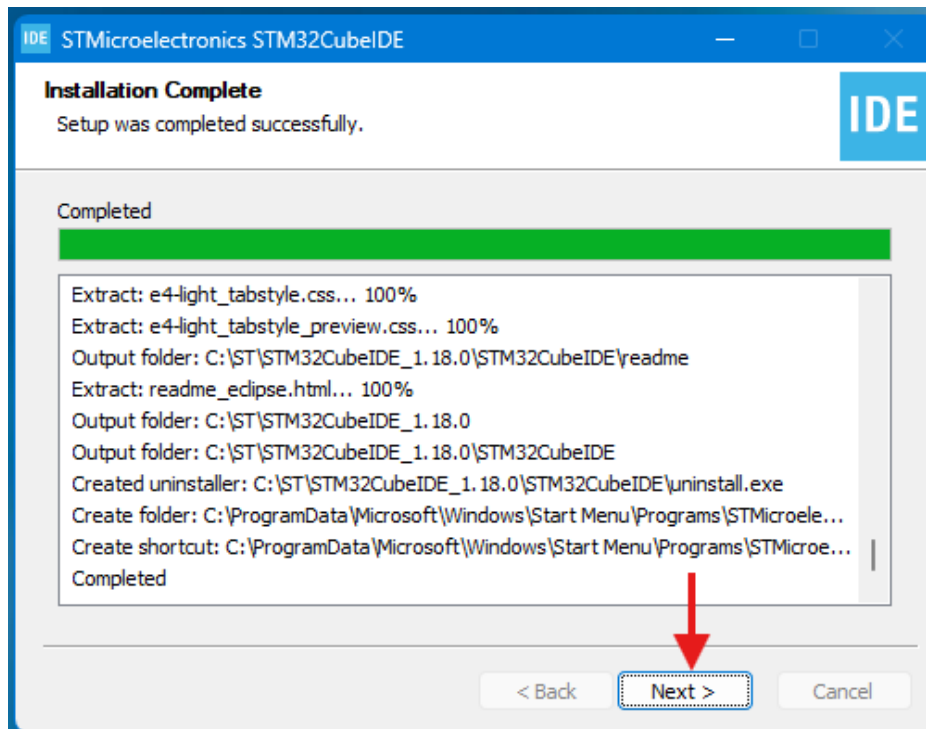 IDE STMicroelectronics STM32CubeIDE
Installation Complete
Setup was completed successfully.
IDE
Completed
Extract: e4-light_tabstyle.css... 100%
Extract: e4-light_tabstyle_preview.css... 100%
Output folder: C:\ST\STM32CubeIDE_1.18.0\STM32CubeIDE\readme
Extract: readme_eclipse.html... 100%
Output folder: C:\ST\STM32CubeIDE_1.18.0
Output folder: C:\ST\STM32CubeIDE_1.18.0\STM32CubeIDE
Created uninstaller: C:\ST\STM32CubeIDE_1.18.0\STM32CubeIDE\uninstall.exe
Create folder: C:\ProgramData\Microsoft\Windows\Start Menu\Programs\STMicroele...
Create shortcut: C:\ProgramData\Microsoft\Windows\Start Menu\Programs\STMicroe...
Completed
< Back Next > Cancel